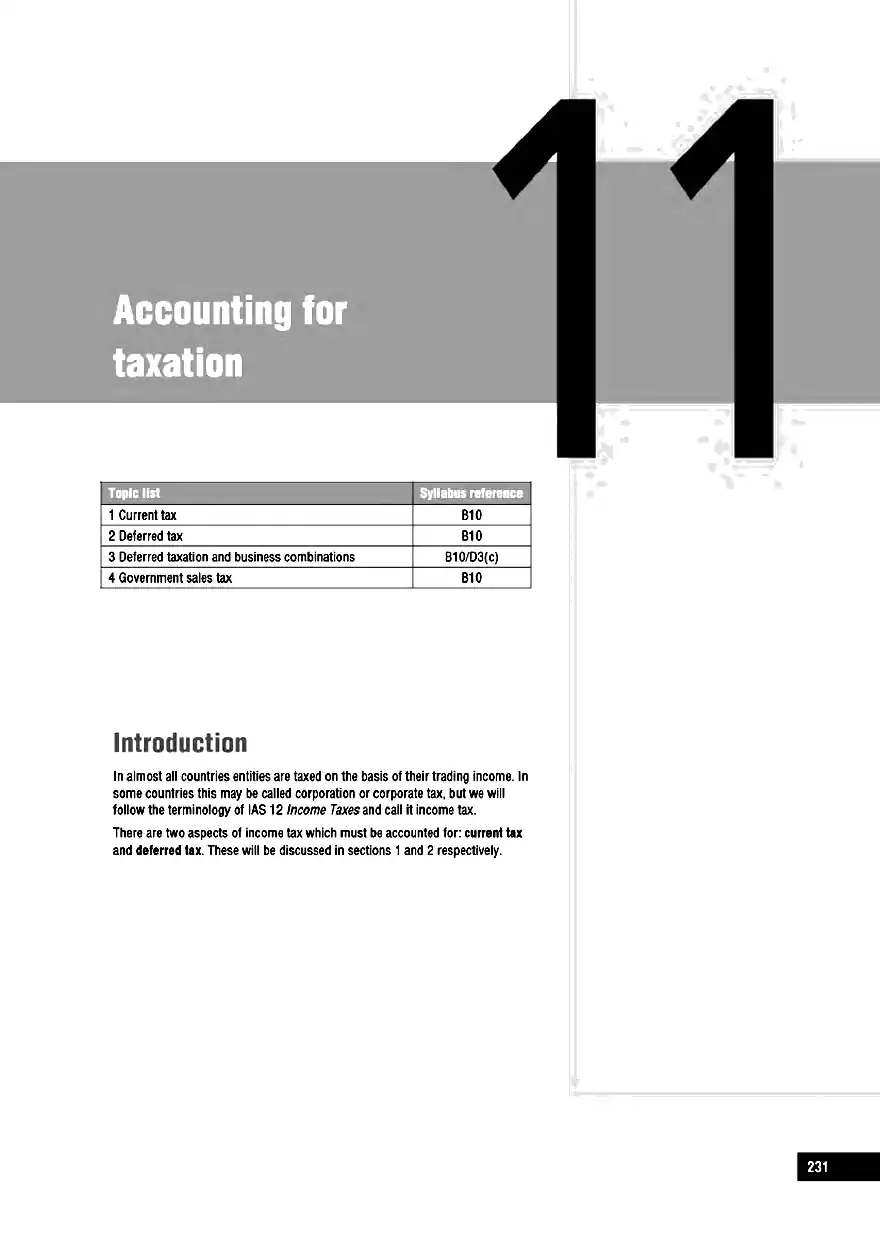 11
Accounting for
taxation
Topic list Syllabus reference
1 Current tax B10
2 Deferred tax B10
3 Deferred taxation and business combinations B10/D3(c)
4 Government sales tax B10
Introduction
In almost all countries entities are taxed on the basis of their trading income. In
some countries this may be called corporation or corporate tax, but we will
follow the terminology of IAS 12 Income Taxes and call it income tax.
There are two aspects of income tax which must be accounted for: current tax
and deferred tax. These will be discussed in sections 1 and 2 respectively.
231